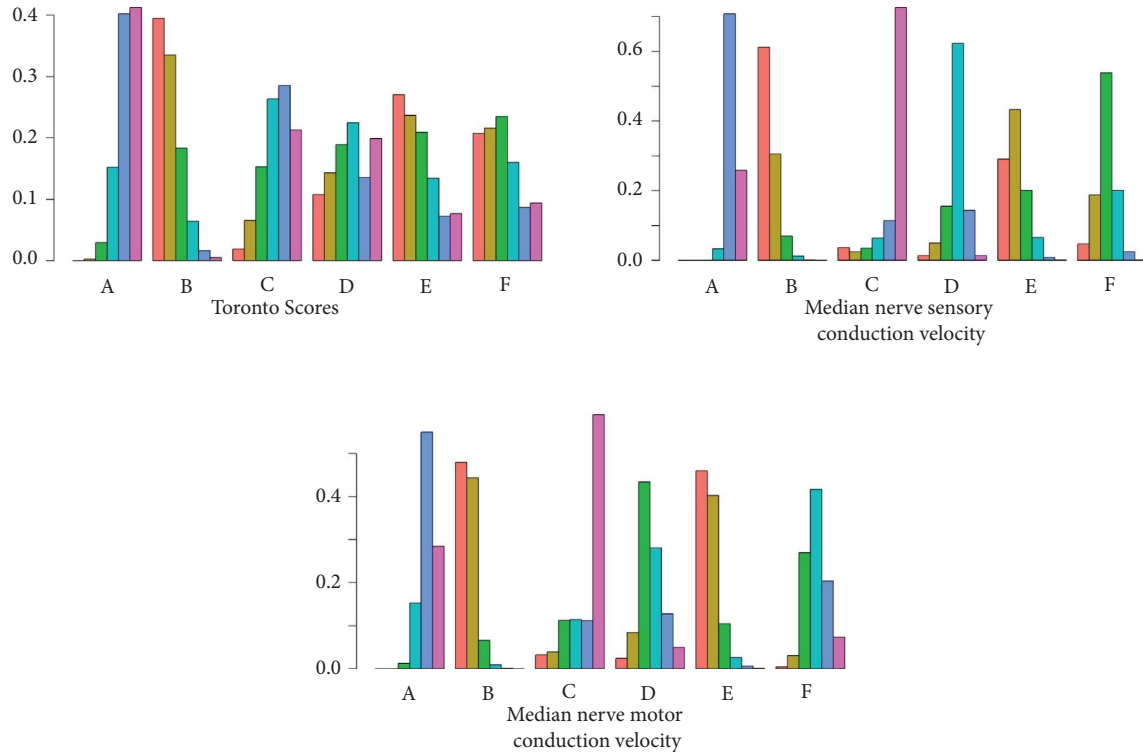 0.4
0.3
0.2
0.1
0.0
A B C D E F
Toronto Scores
0.6
0.4
0.2
0.0
A B C D E F
Median nerve sensory
conduction velocity
0.4
0.2
0.0
A B C D E F
Median nerve motor
conduction velocity